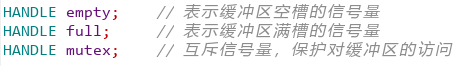 HANDLE empty;    // 表示缓冲区空槽的信号量
HANDLE full;     // 表示缓冲区满槽的信号量
HANDLE mutex;    // 互斥信号量，保护对缓冲区的访问